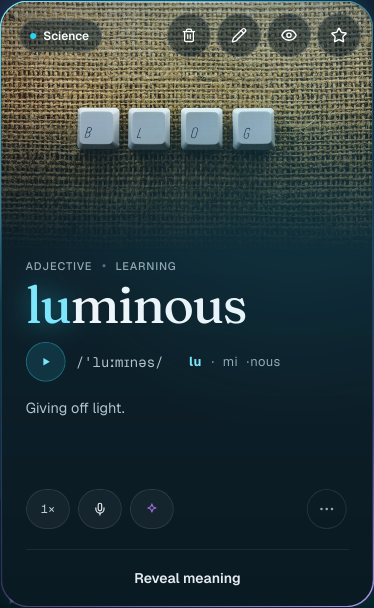 Science
B L O G
ADJECTIVE • LEARNING
luminous
/ˈluːmɪnəs/ lu · mi ·nous
Giving off light.
1×
Reveal meaning